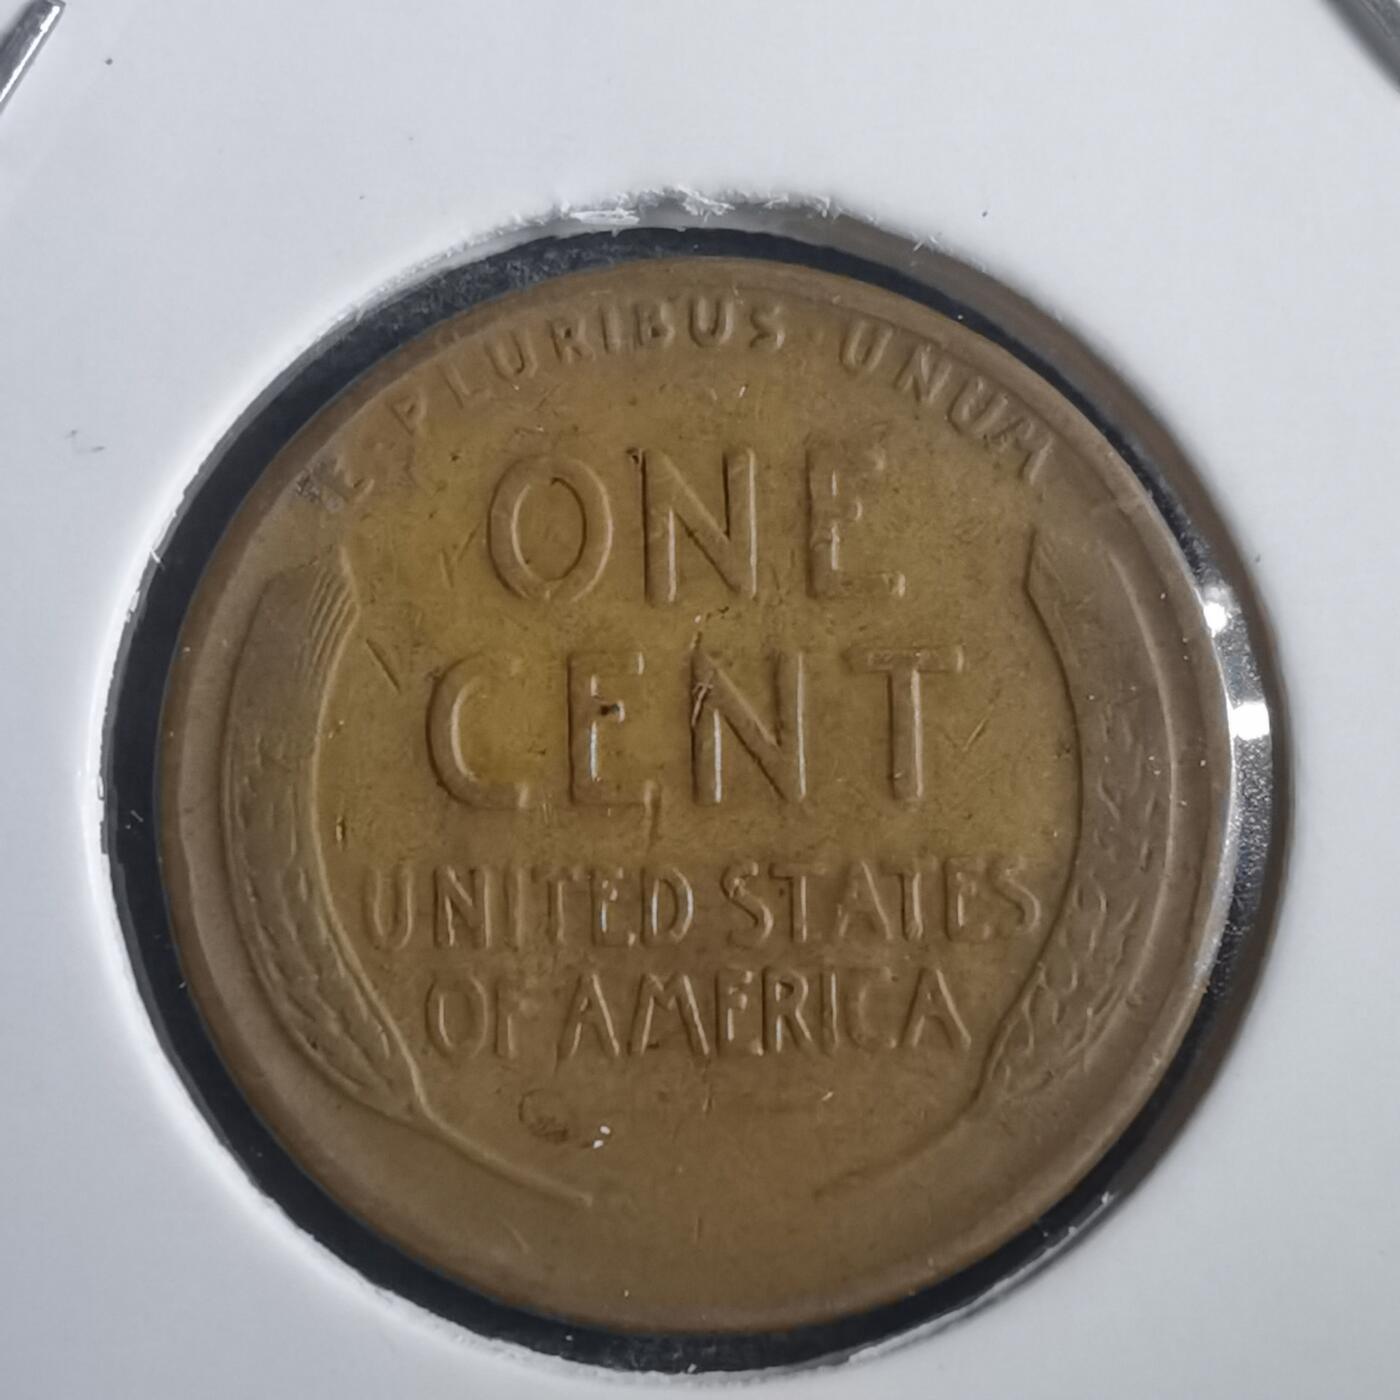 E·PLURIBUS·UNUM
ONE
CENT
UNITED STATES
OF AMERICA